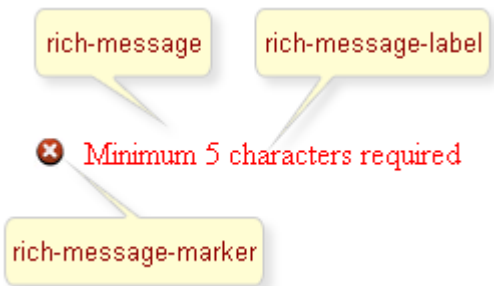 rich-message
rich-message-label
Minimum 5 characters required
rich-message-marker